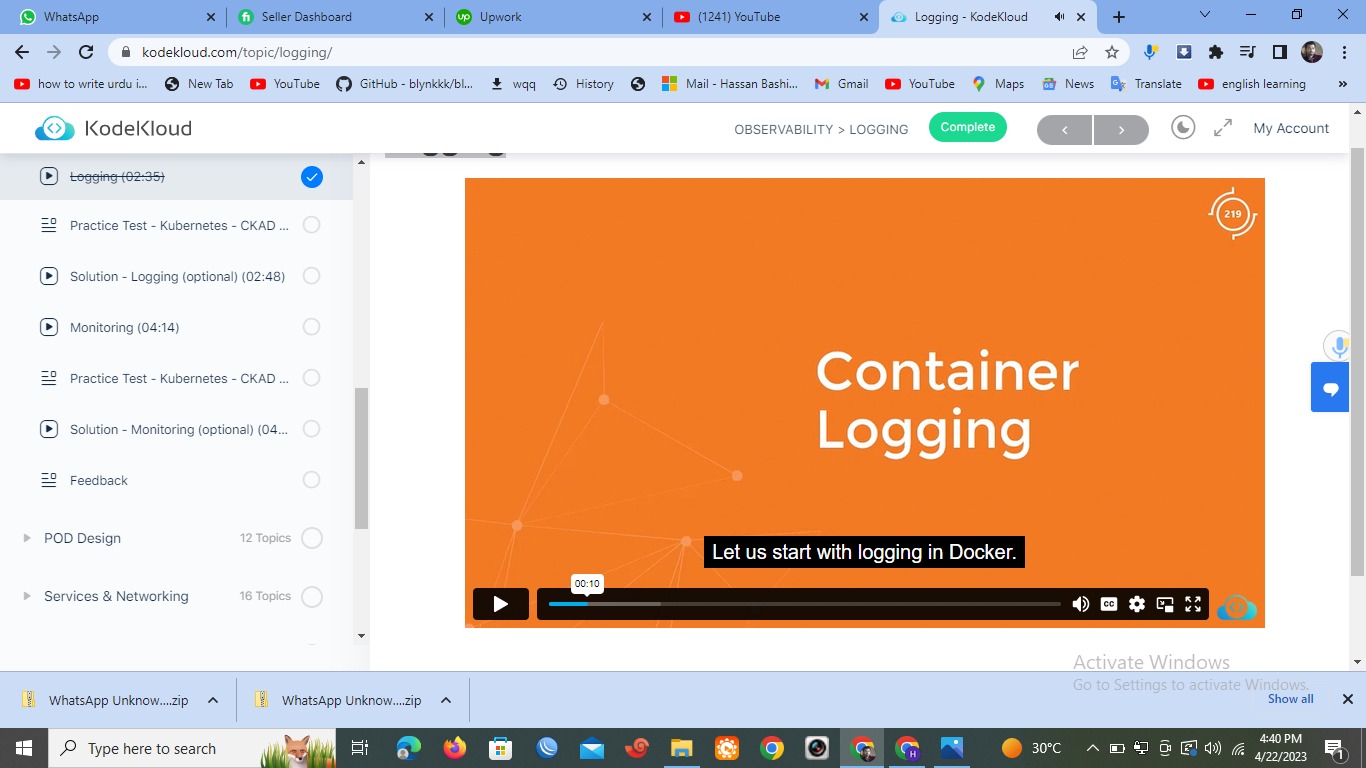 WhatsApp
Seller Dashboard
Upwork
(1241) YouTube
Logging - KodeKloud
kodekloud.com/topic/logging/
how to write urdu i...
New Tab
YouTube
GitHub - blynkkk/bl...
wqq
History
Mail - Hassan Bashi...
Gmail
YouTube
Maps
News
Translate
english learning
»
KodeKloud
OBSERVABILITY > LOGGING
Complete
My Account
Logging (02:35)
Practice Test - Kubernetes - CKAD ...
Solution - Logging (optional) (02:48)
Monitoring (04:14)
Practice Test - Kubernetes - CKAD ...
Solution - Monitoring (optional) (04...
Feedback
POD Design
12 Topics
Services & Networking
16 Topics
219
Container
Logging
Let us start with logging in Docker.
00:10
CC
Activate Windows
Go to Settings to activate Windows.
WhatsApp Unknow....zip
WhatsApp Unknow....zip
Show all
Type here to search
30°C
4:40 PM
4/22/2023
1